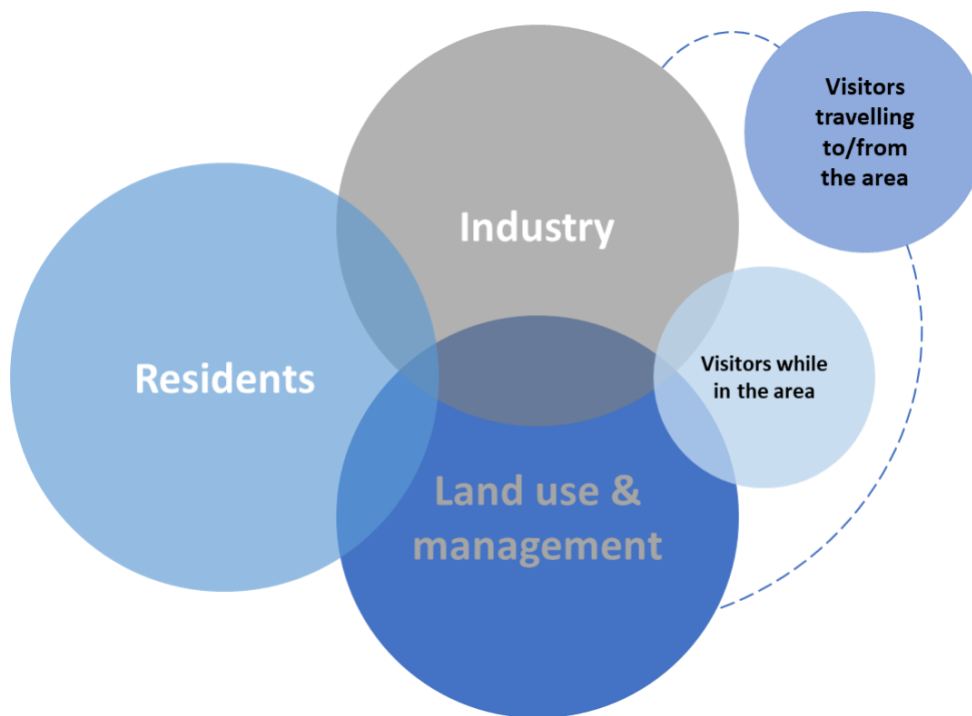 Visitors
travelling
to/from
the area
Industry
Residents
Visitors while
in the area
Land use &
management